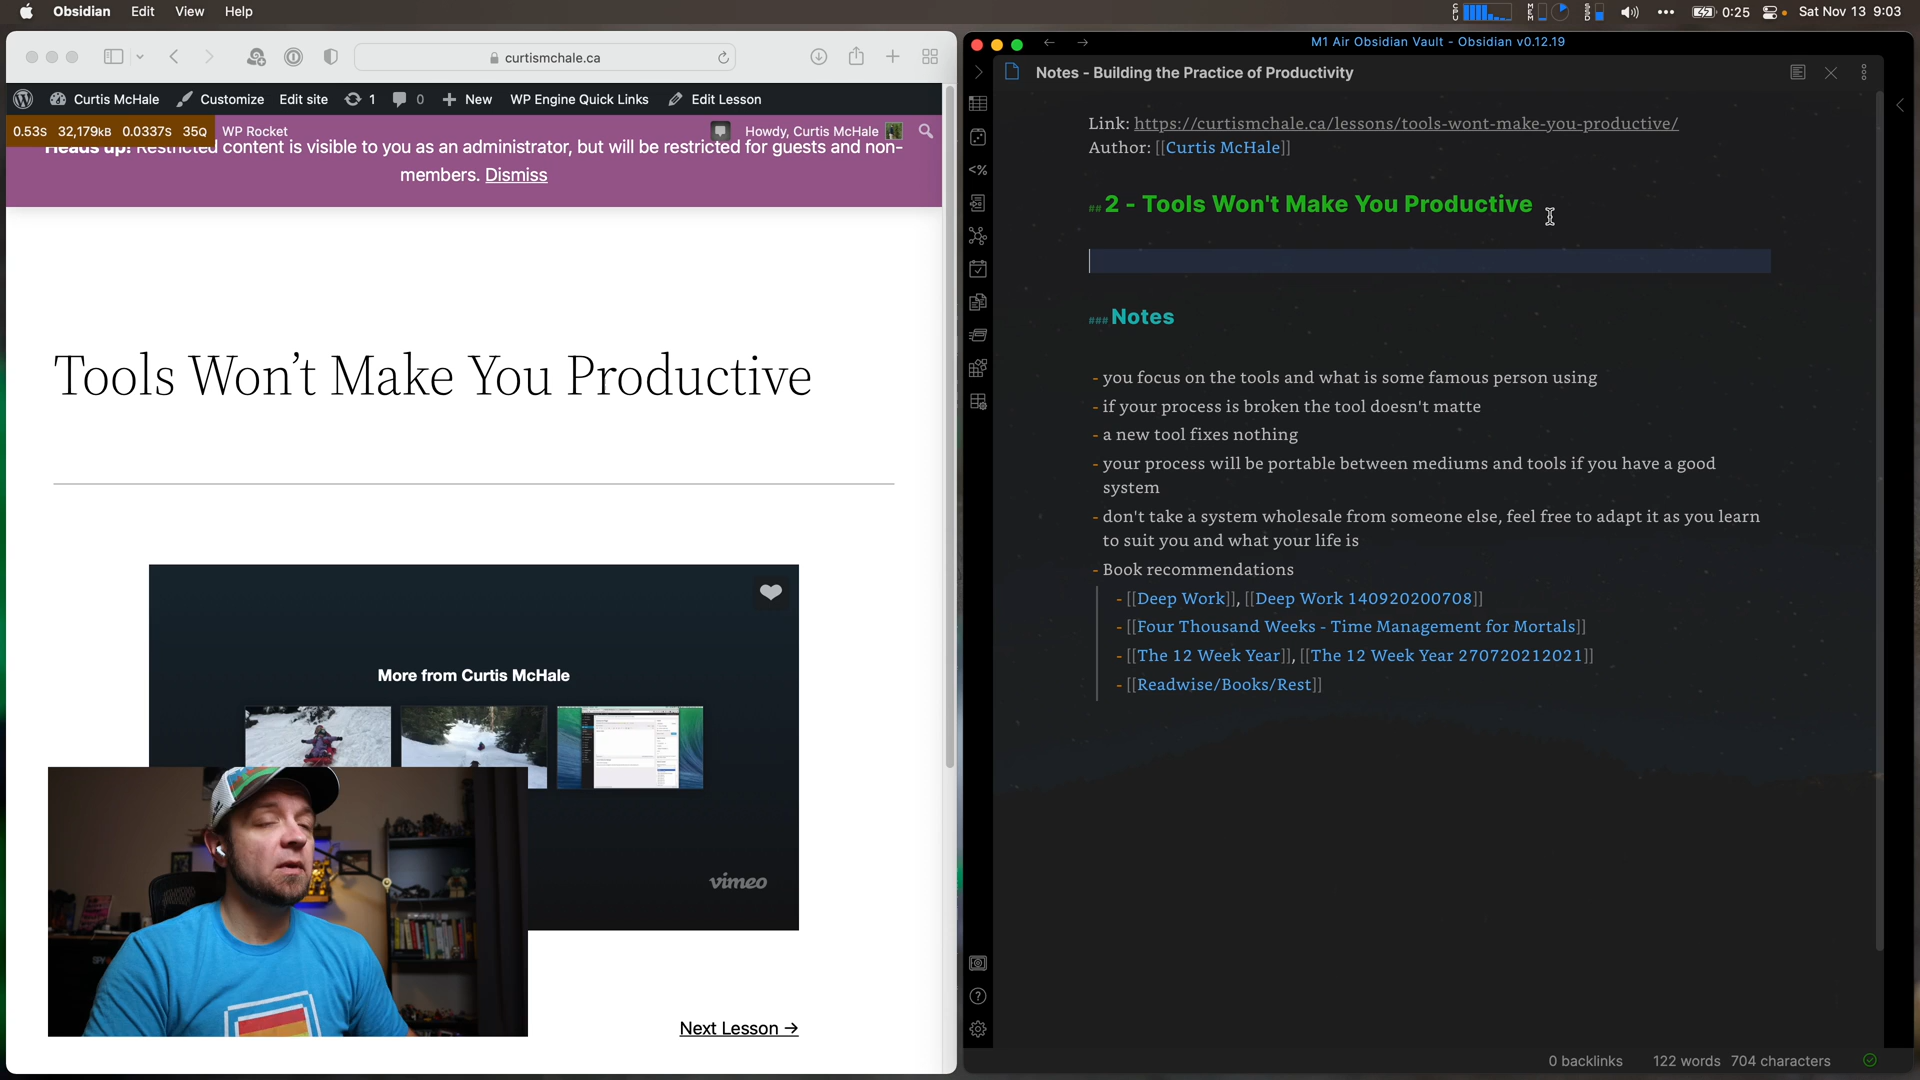 Obsidian Edit View Help
CPU MEM SSD 0:25 Sat Nov 13 9:03
curtismchale.ca
Curtis McHale Customize Edit site 1 0 New WP Engine Quick Links Edit Lesson
0.53s 32,179kB 0.0337s 35Q WP Rocket Howdy, Curtis McHale
Heads up! Restricted content is visible to you as an administrator, but will be restricted for guests and non-
members. Dismiss
Tools Won't Make You Productive
More from Curtis McHale
vimeo
Next Lesson →
M1 Air Obsidian Vault - Obsidian v0.12.19
Notes - Building the Practice of Productivity
Link: https://curtismchale.ca/lessons/tools-wont-make-you-productive/
Author: [[Curtis McHale]]
## 2 - Tools Won't Make You Productive
### Notes
- you focus on the tools and what is some famous person using
- if your process is broken the tool doesn't matte
- a new tool fixes nothing
- your process will be portable between mediums and tools if you have a good
system
- don't take a system wholesale from someone else, feel free to adapt it as you learn
to suit you and what your life is
- Book recommendations
- [[Deep Work]], [[Deep Work 140920200708]]
- [[Four Thousand Weeks - Time Management for Mortals]]
- [[The 12 Week Year]], [[The 12 Week Year 270720212021]]
- [[Readwise/Books/Rest]]
0 backlinks 122 words 704 characters